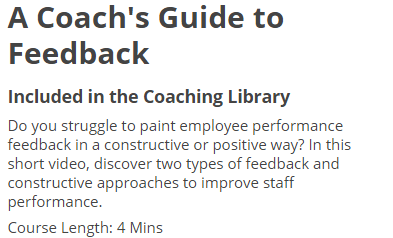 A Coach's Guide to
Feedback
Included in the Coaching Library
Do you struggle to paint employee performance
feedback in a constructive or positive way? In this
short video, discover two types of feedback and
constructive approaches to improve staff
performance.
Course Length: 4 Mins